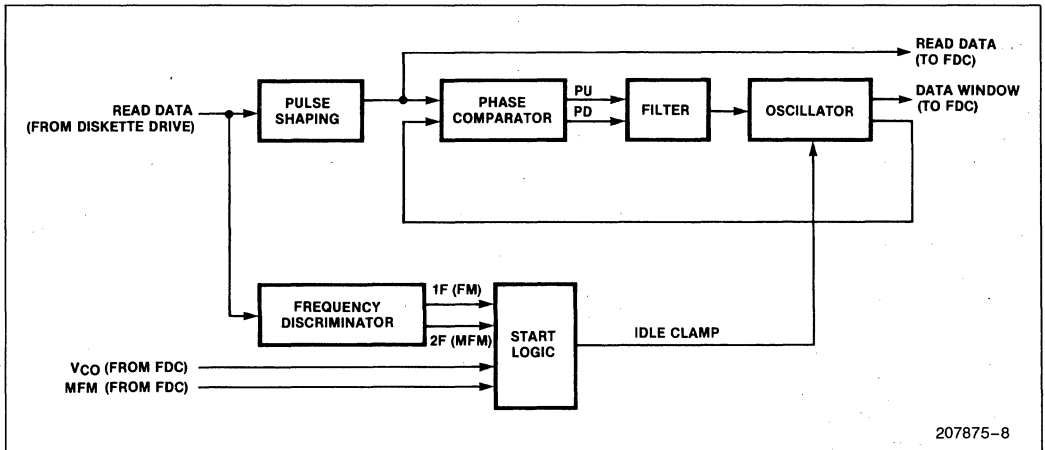 READ DATA
(TO FDC)
DATA WINDOW
(TO FDC)
READ DATA
(FROM DISKETTE DRIVE)
PULSE
SHAPING
PHASE
COMPARATOR
PU
PD
FILTER
OSCILLATOR
FREQUENCY
DISCRIMINATOR
1F (FM)
2F (MFM)
START
LOGIC
IDLE CLAMP
VCO (FROM FDC)
MFM (FROM FDC)
207875-8